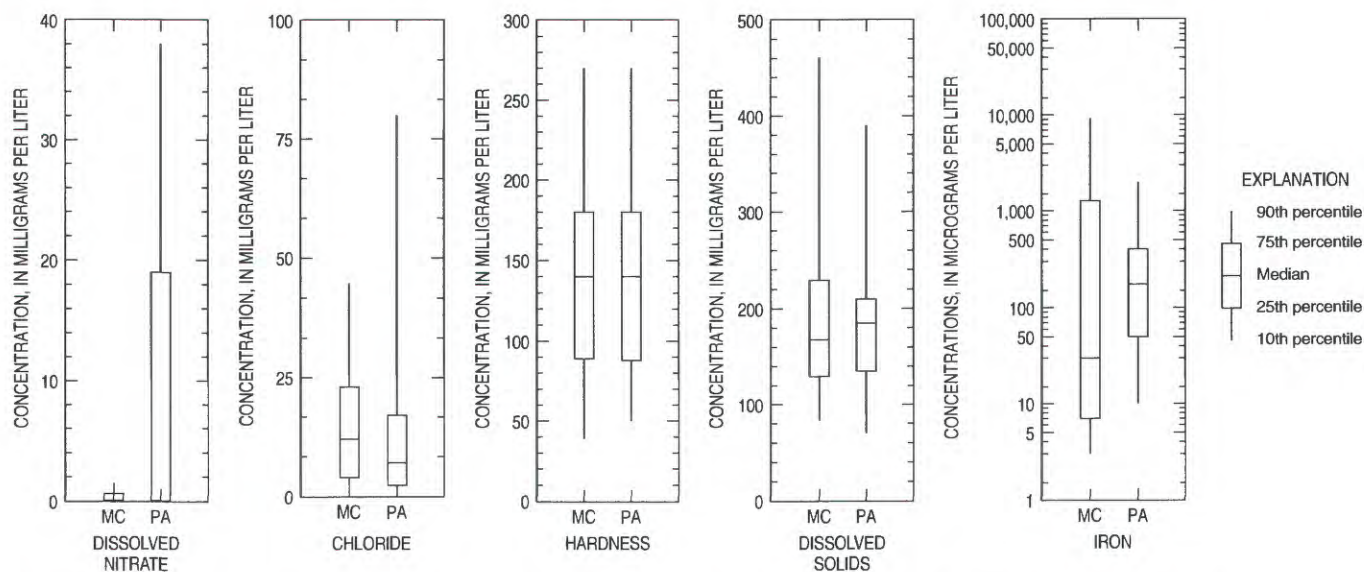 CONCENTRATION, IN MILLIGRAMS PER LITER
40
30
20
10
0
MC PA
DISSOLVED
NITRATE
CONCENTRATION, IN MILLIGRAMS PER LITER
100
75
50
25
0
MC PA
CHLORIDE
CONCENTRATION, IN MILLIGRAMS PER LITER
300
250
200
150
100
50
0
MC PA
HARDNESS
CONCENTRATION, IN MILLIGRAMS PER LITER
500
400
300
200
100
0
MC PA
DISSOLVED
SOLIDS
CONCENTRATIONS, IN MICROGRAMS PER LITER
100,000
50,000
10,000
5,000
1,000
500
100
50
10
5
1
MC PA
IRON
EXPLANATION
90th percentile
75th percentile
Median
25th percentile
10th percentile